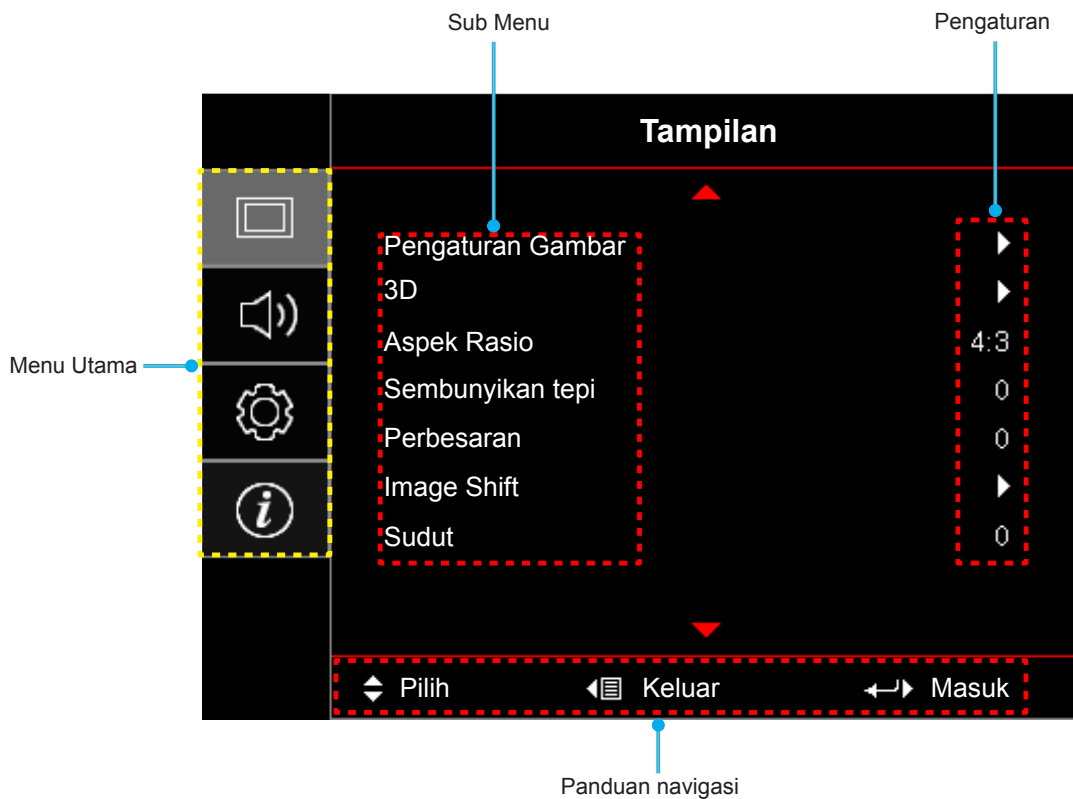 Sub Menu
Pengaturan
Tampilan
Pengaturan Gambar
3D
Aspek Rasio 4:3
Menu Utama
Sembunyikan tepi 0
Perbesaran 0
Image Shift
Sudut 0
Pilih Keluar Masuk
Panduan navigasi